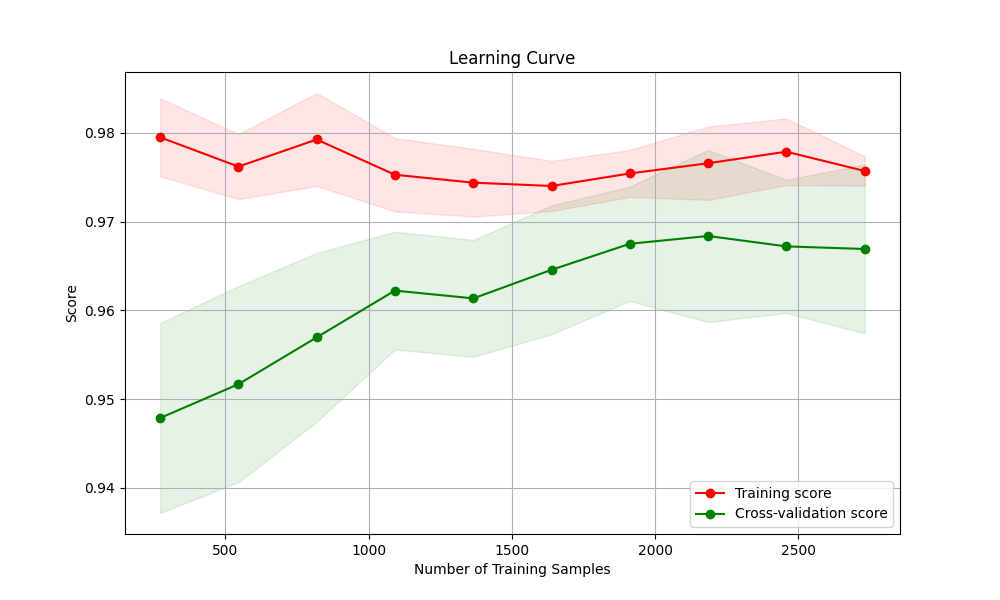 Learning Curve
0.98
0.97
0.96
0.95
0.94
Score
500 1000 1500 2000 2500
Number of Training Samples
Training score
Cross-validation score